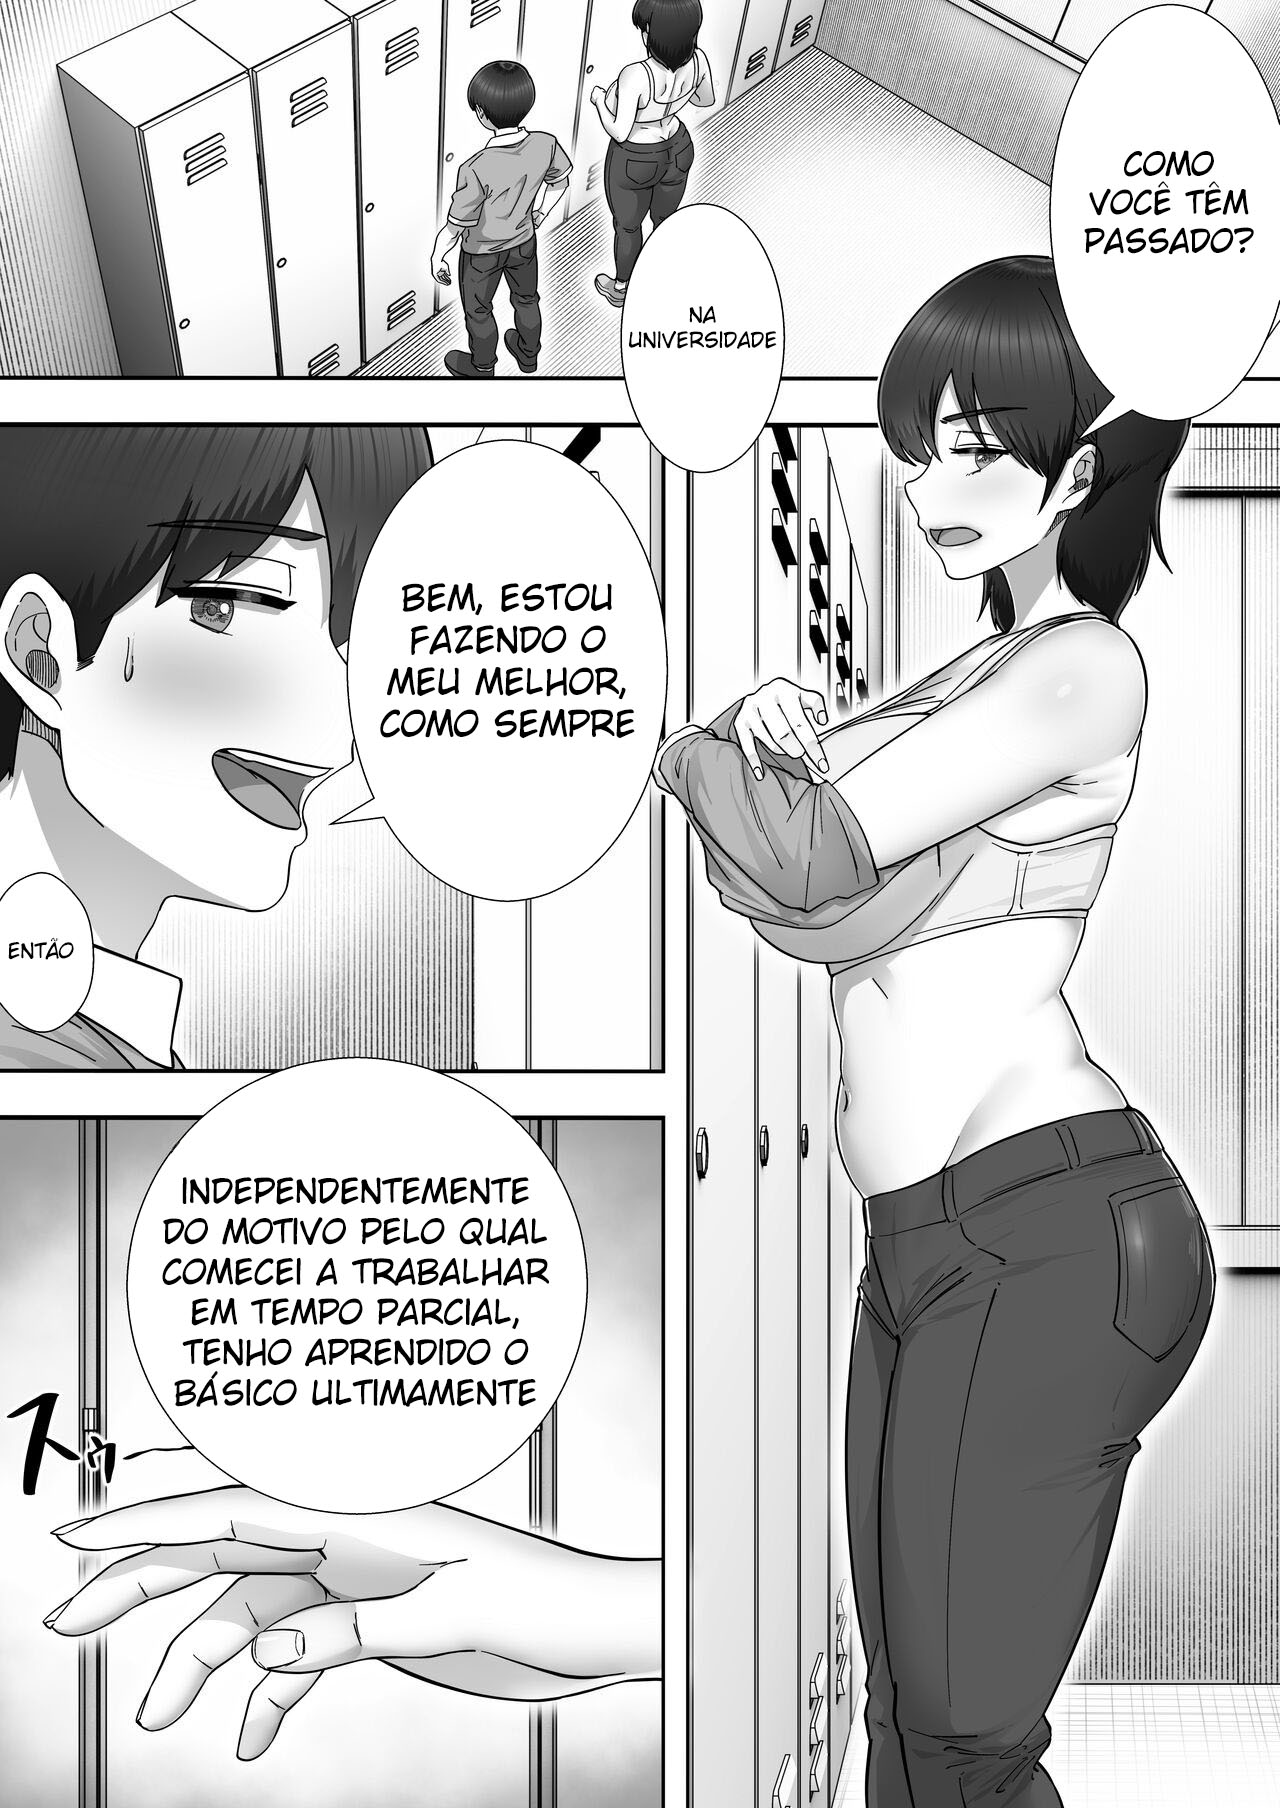 COMO
VOCÊ TÊM
PASSADO?
NA
UNIVERSIDADE
BEM, ESTOU
FAZENDO O
MEU MELHOR,
COMO SEMPRE
ENTÃO
INDEPENDENTEMENTE
DO MOTIVO PELO QUAL
COMECEI A TRABALHAR
EM TEMPO PARCIAL,
TENHO APRENDIDO O
BÁSICO ULTIMAMENTE
スゥ